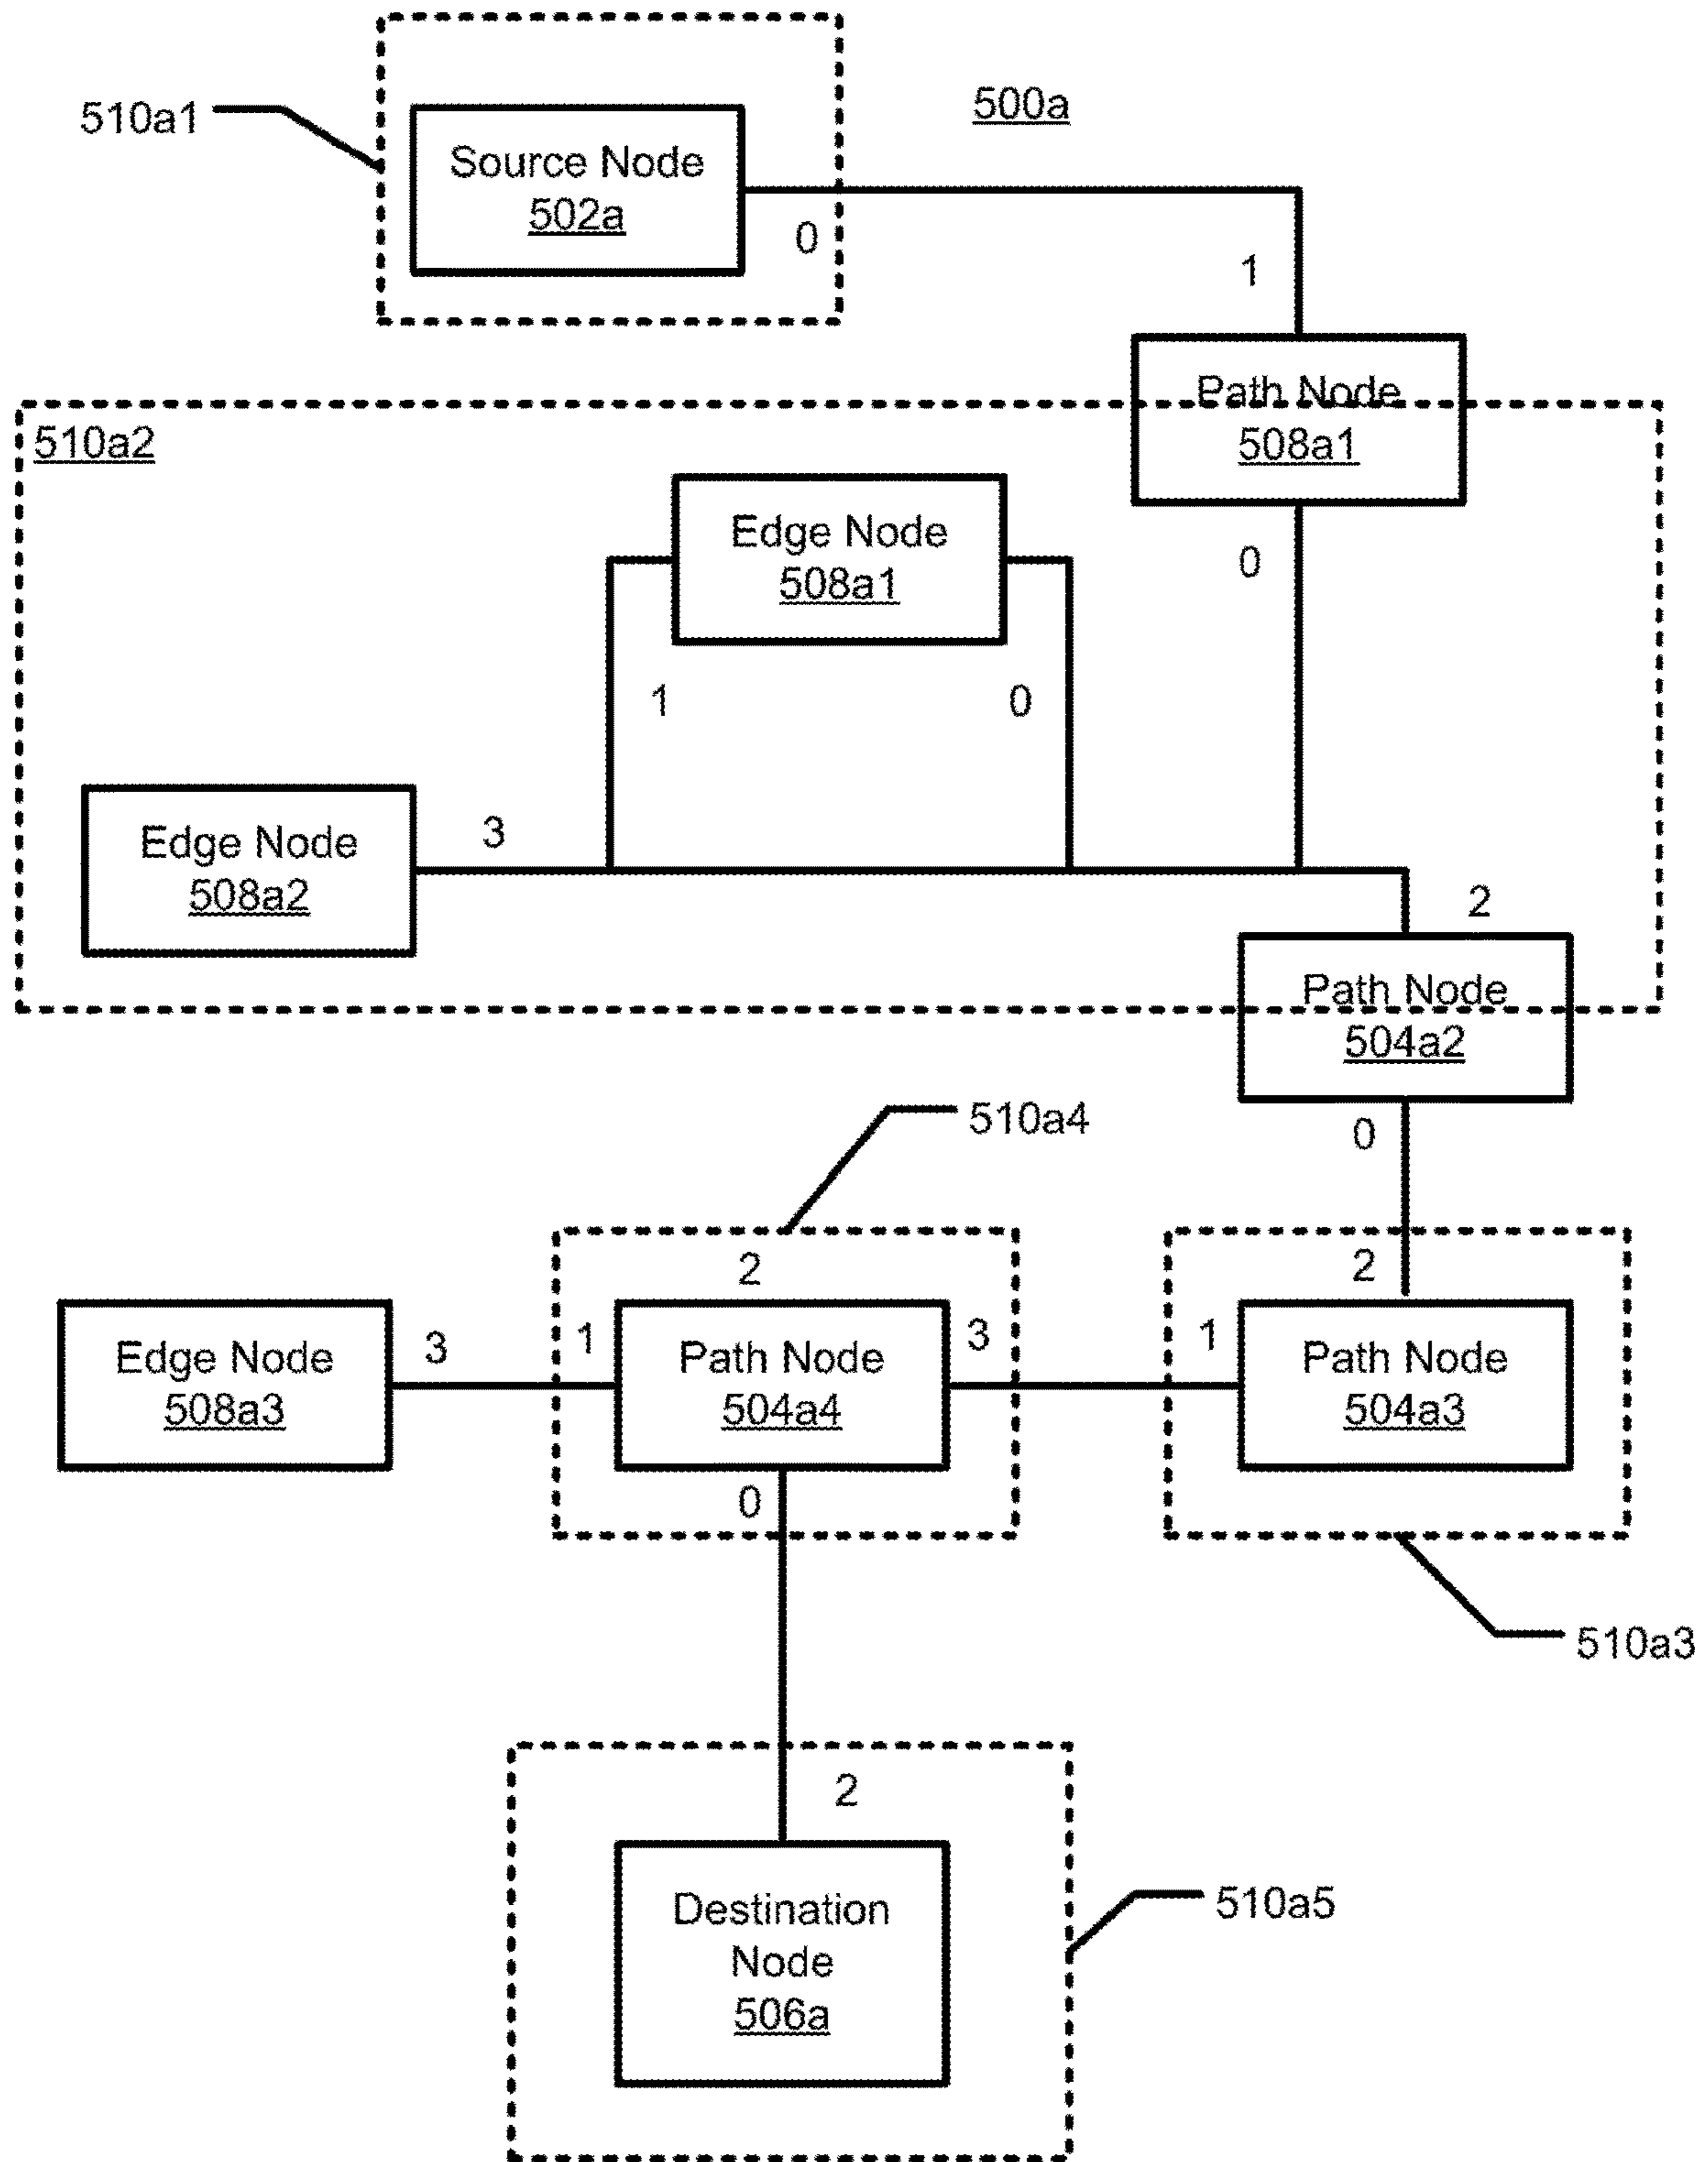 510a1
500a
Source Node
502a
0
1
Path Node
508a1
510a2
Edge Node
508a1
0
1
0
Edge Node
508a2
3
2
Path Node
504a2
0
510a4
2
2
Edge Node
508a3
3
1
Path Node
504a4
3
1
Path Node
504a3
0
510a3
2
Destination
Node
506a
510a5